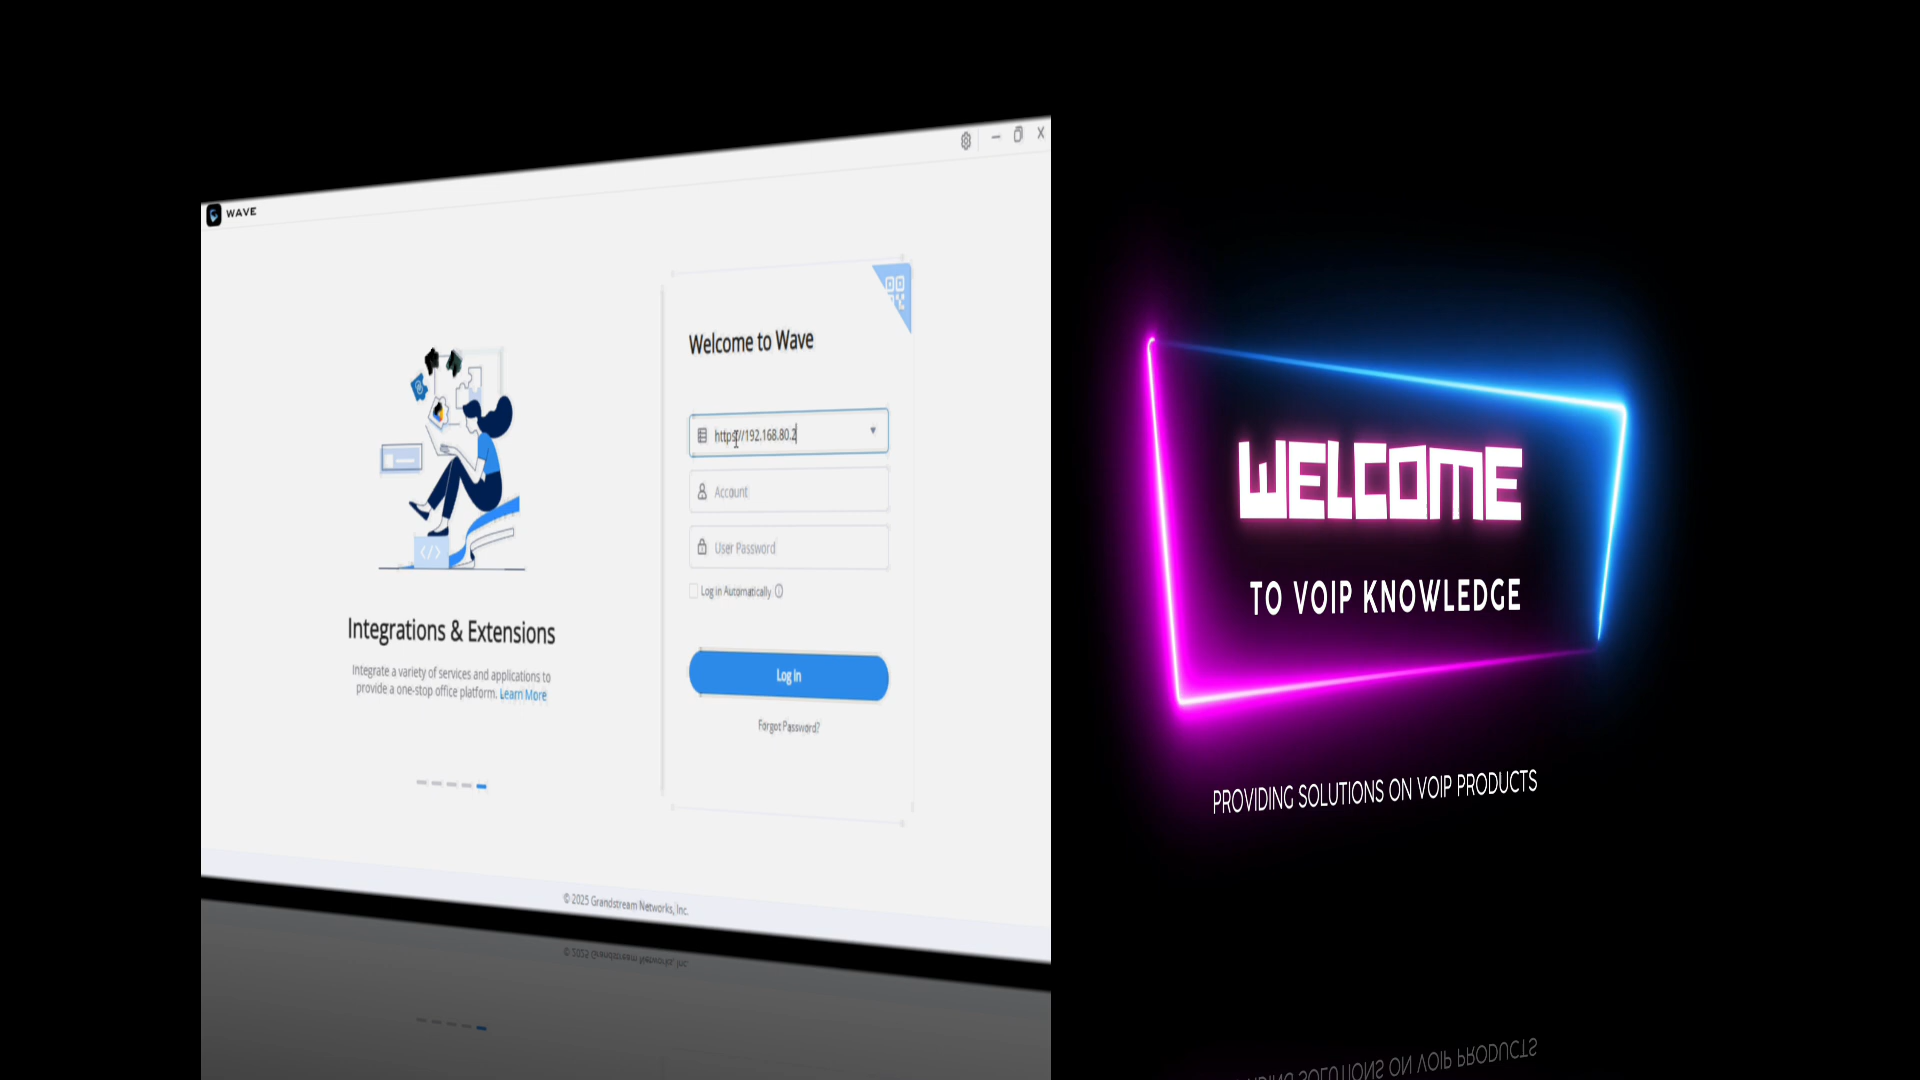 WAVE
Welcome to Wave
https://192.168.80.2
Account
User Password
Log in Automatically
Log In
Forgot Password?
Integrations & Extensions
Integrate a variety of services and applications to
provide a one-stop office platform. Learn More
© 2025 Grandstream Networks, Inc.
WELCOME
TO VOIP KNOWLEDGE
PROVIDING SOLUTIONS ON VOIP PRODUCTS